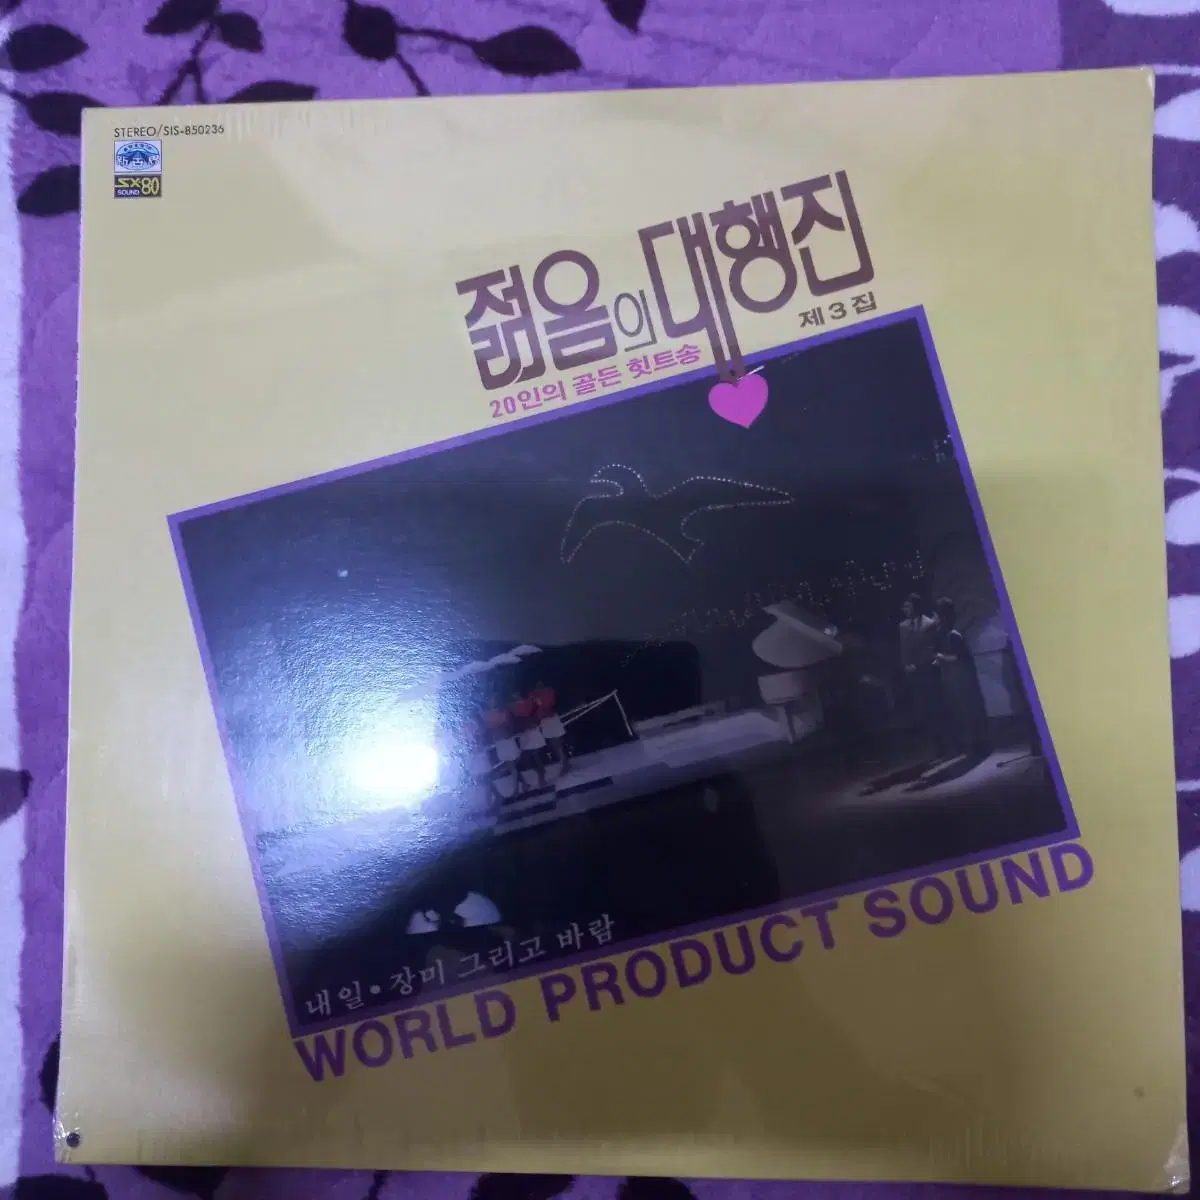 STEREO/SIS-850236
SX-80
SOUND
젊음의 대행진
제3집
20인의 골든 힛트송
내일 • 장미 그리고 바람
WORLD PRODUCT SOUND